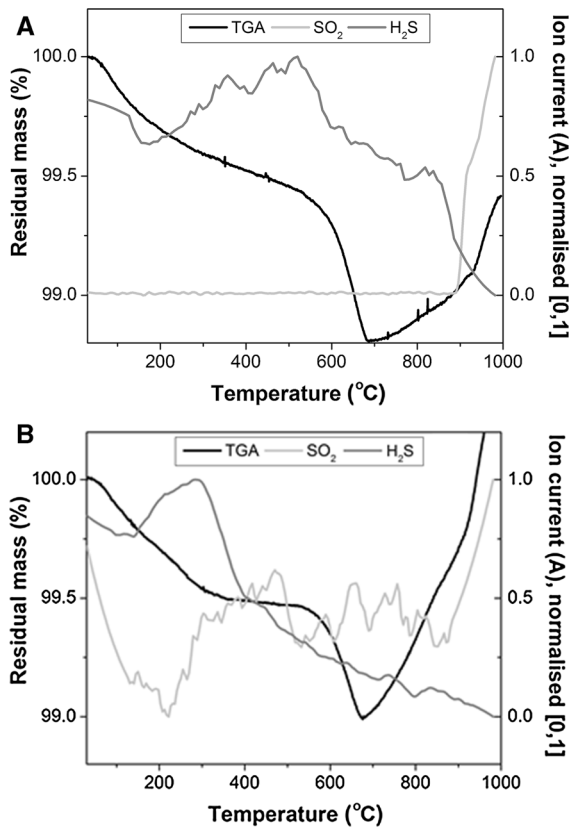 A
TGA SO2 H2S
Residual mass (%)
100.0
99.5
99.0
1.0
0.5
0.0
Ion current (A), normalised [0,1]
200 400 600 800 1000
Temperature (°C)
B
TGA SO2 H2S
Residual mass (%)
100.0
99.5
99.0
1.0
0.5
0.0
Ion current (A), normalised [0,1]
200 400 600 800 1000
Temperature (°C)